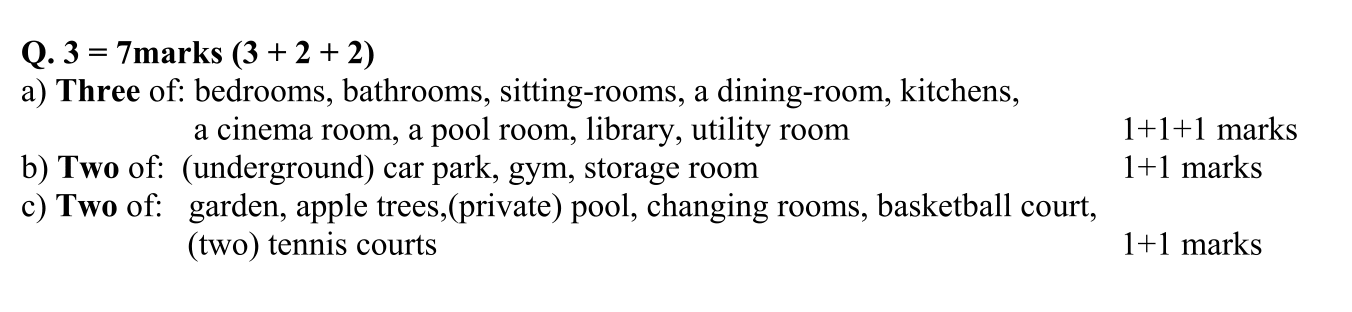 Q. 3 = 7marks (3 + 2 + 2)
a) Three of: bedrooms, bathrooms, sitting-rooms, a dining-room, kitchens,
a cinema room, a pool room, library, utility room 1+1+1 marks
b) Two of: (underground) car park, gym, storage room 1+1 marks
c) Two of: garden, apple trees,(private) pool, changing rooms, basketball court,
(two) tennis courts 1+1 marks